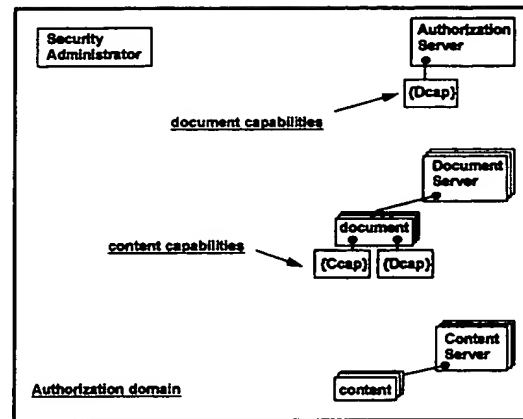 Security
Administrator
Authorization
Server
{Dcap}
document capabilities
Document
Server
document
content capabilities
{Ccap}
{Dcap}
Content
Server
content
Authorization domain